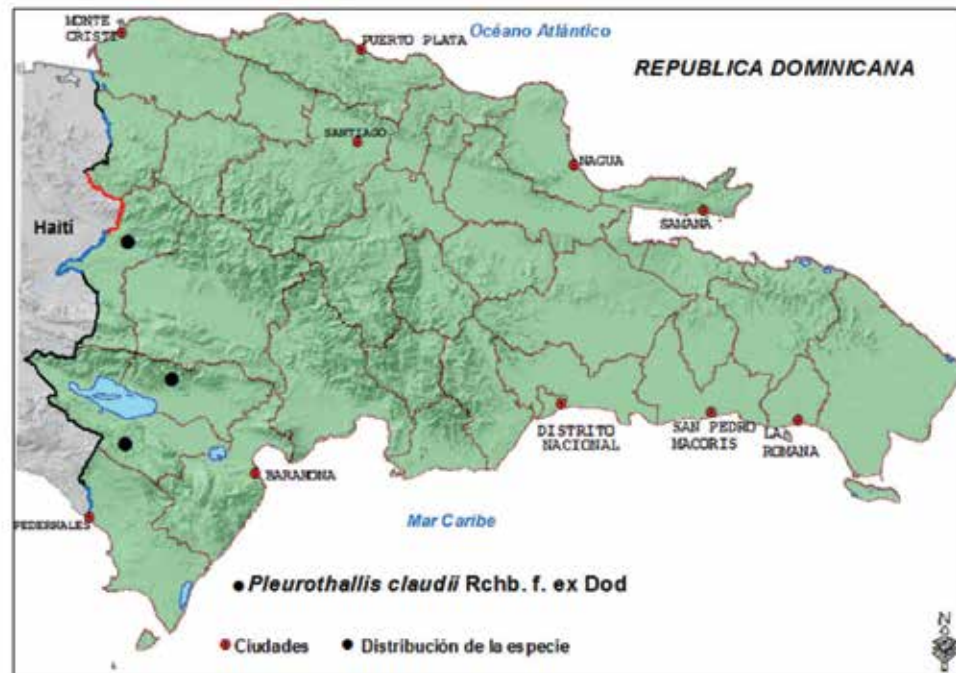 MONTE
CRISTI
PUERTO PLATA
Océano Atlántico
REPUBLICA DOMINICANA
SANTIAGO
NAGUA
SAMANA
Haití
DISTRITO
NACIONAL
SAN PEDRO
MACORIS
LA
ROMANA
BARAHONA
PEDERNALES
Mar Caribe
Pleurothallis claudii Rchb. f. ex Dod
Ciudades
Distribución de la especie
N